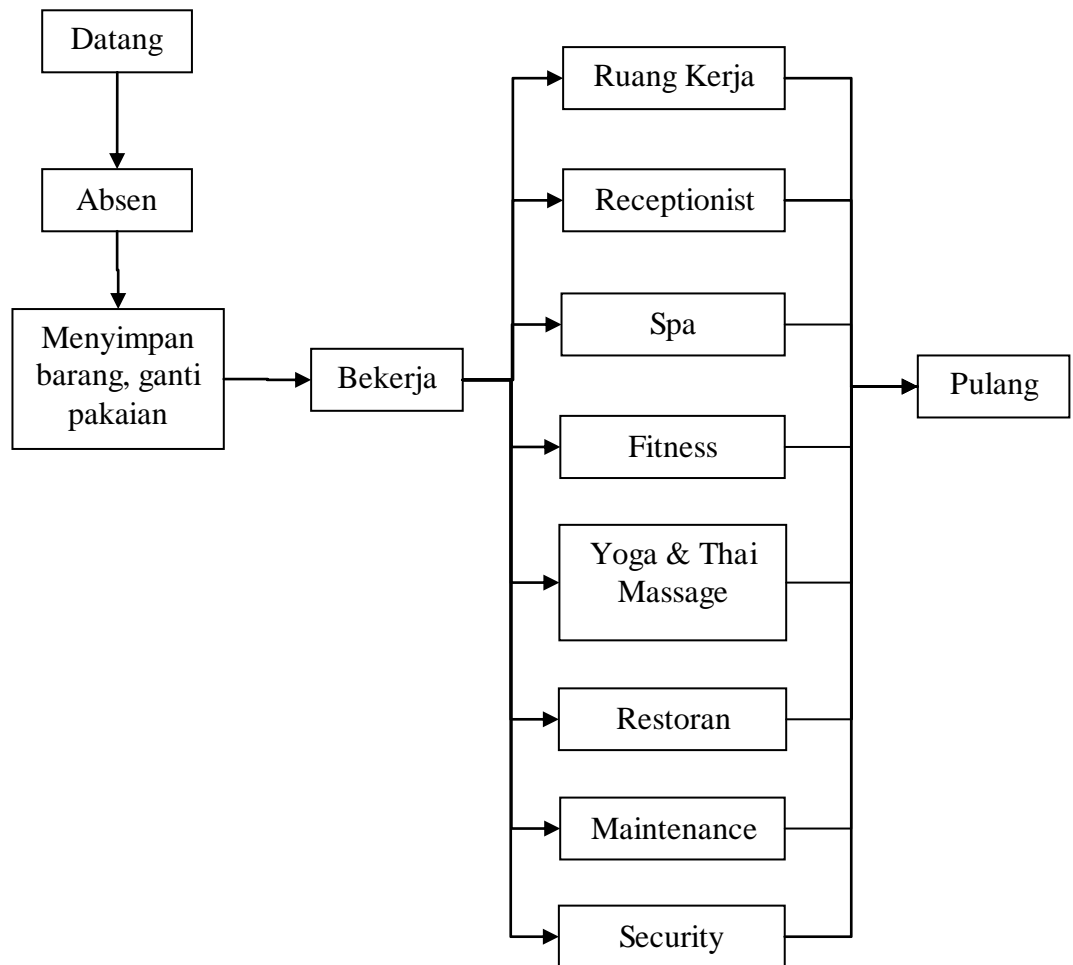 Datang
Absen
Menyimpan
barang, ganti
pakaian
Bekerja
Ruang Kerja
Receptionist
Spa
Fitness
Yoga & Thai
Massage
Restoran
Maintenance
Security
Pulang